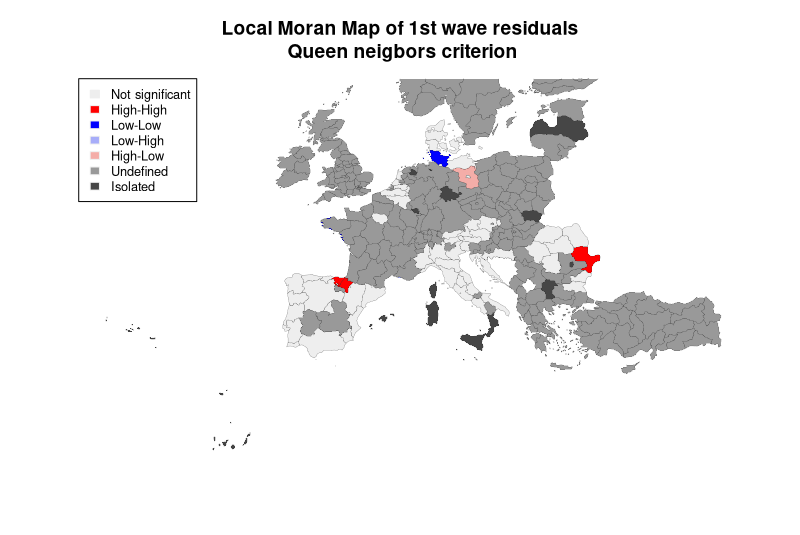 Local Moran Map of 1st wave residuals
Queen neigbors criterion
Not significant
High-High
Low-Low
Low-High
High-Low
Undefined
Isolated